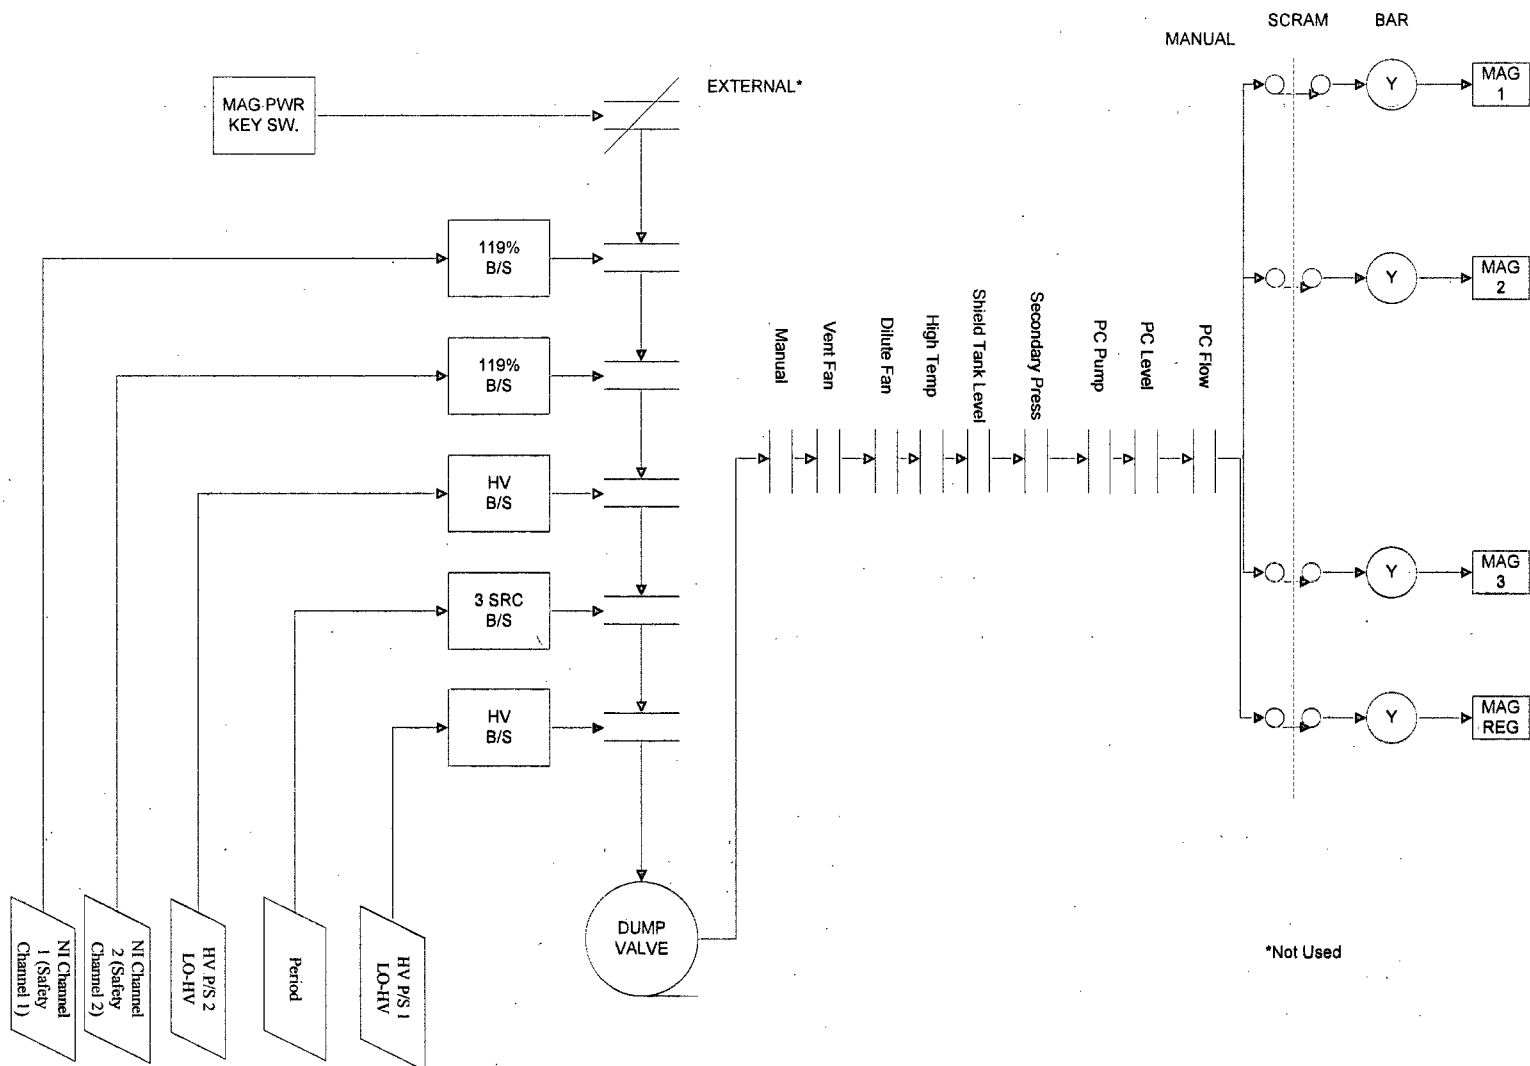 SCRAM
BAR
MANUAL
EXTERNAL*
MAG PWR
KEY SW.
MAG
1
Y
119%
B/S
Y
MAG
2
119%
B/S
Manual
Vent Fan
Dilute Fan
High Temp
Shield Tank Level
Secondary Press
PC Pump
PC Level
PC Flow
HV
B/S
Y
MAG
3
3 SRC
B/S
HV
B/S
Y
MAG
REG
DUMP
VALVE
*Not Used
NI Channel
1 (Safety
Channel 1)
NI Channel
2 (Safety
Channel 2)
HV P/S 2
LO-HV
Period
HV P/S 1
LO-HV